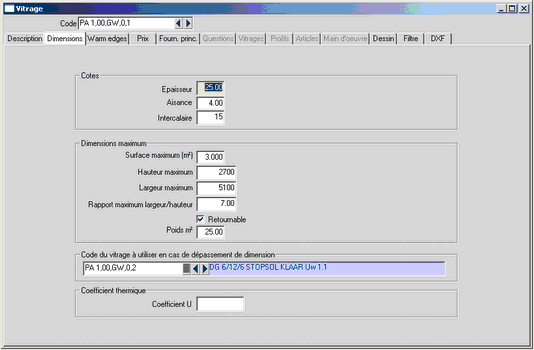 Vitrage
Code PA 1,00,GW,0,1
Description Dimensions Warm edges Prix Fourn. princ. Questions Vitrages Profils Articles Main d'oeuvre Dessin Filtre DXF
Cotes
Epaisseur 25.00
Aisance 4.00
Intercalaire 15
Dimensions maximum
Surface maximum (m²) 3.000
Hauteur maximum 2700
Largeur maximum 5100
Rapport maximum largeur/hauteur 7.00
Retournable
Poids m² 25.00
Code du vitrage à utiliser en cas de dépassement de dimension
PA 1,00,GW,0,2 DG 6/12/6 STOPSOL KLAAR Uw 1.1
Coefficient thermique
Coefficient U